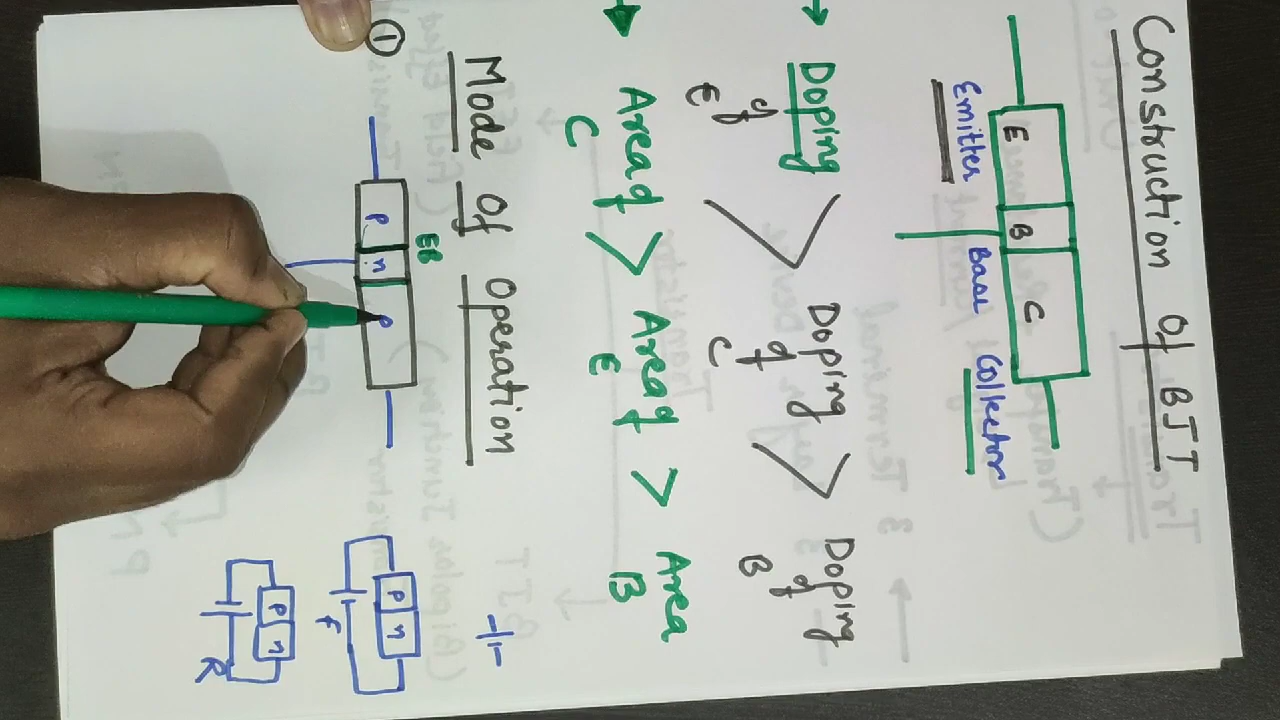 Construction Of BJT
E B C
Emitter Base Collector
Doping of E > Doping of C > Doping of B
Area of C > Area of E > Area B
Mode Of Operation
①
EB
p n p
p n
F
p n
R